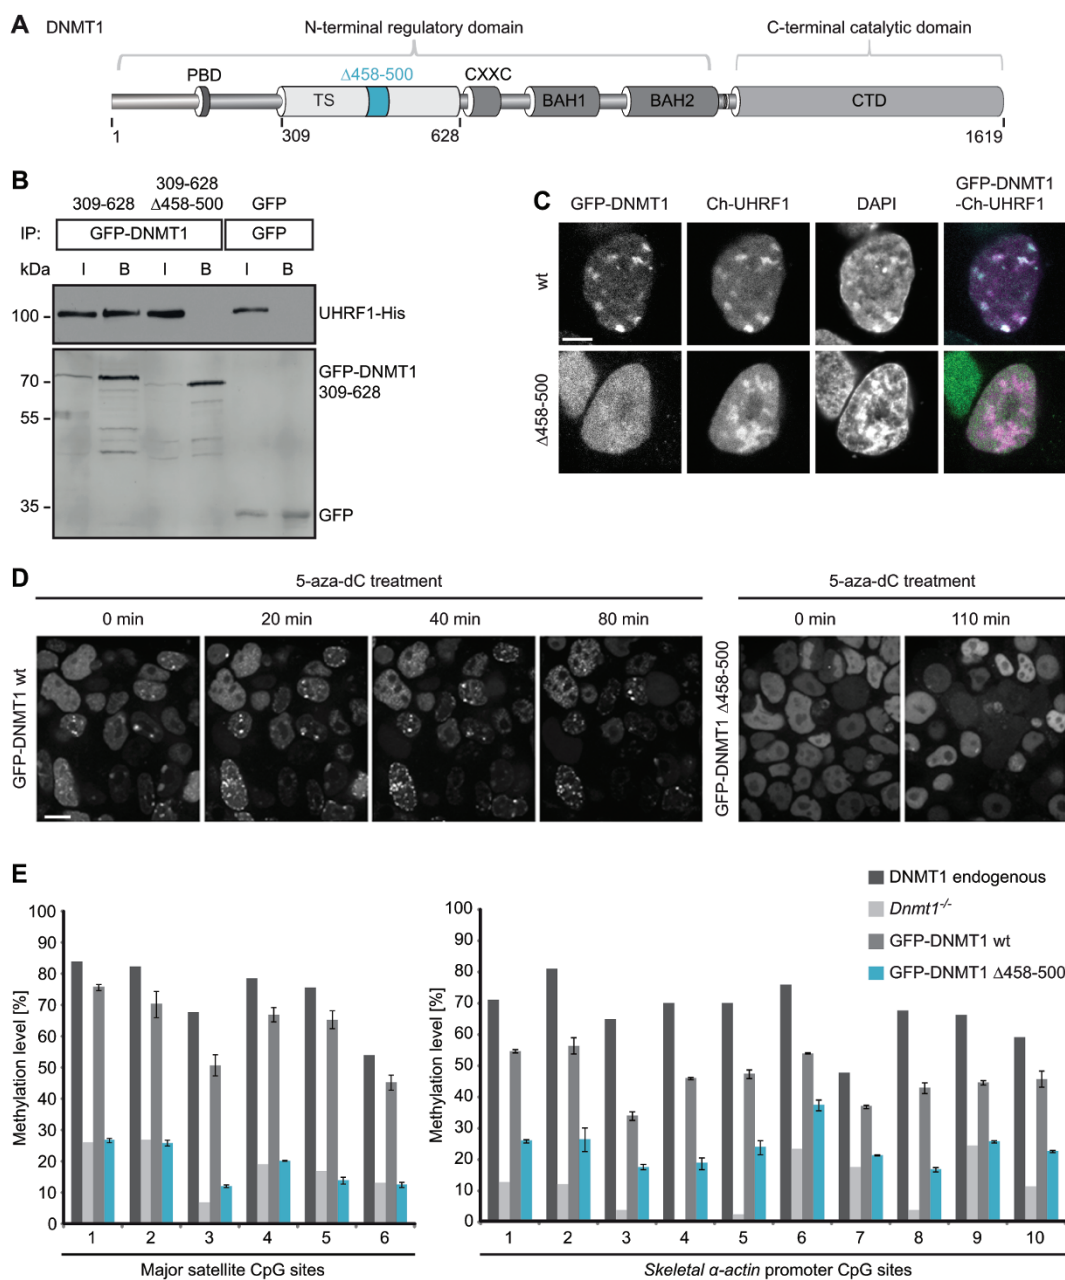 A
DNMT1
N-terminal regulatory domain
C-terminal catalytic domain
PBD
Δ458-500
CXXC
TS
BAH1
BAH2
CTD
1
309
628
1619
B
309-628
309-628
Δ458-500
GFP
IP:
GFP-DNMT1
GFP
kDa
I
B
I
B
I
B
100
UHRF1-His
70
55
35
GFP-DNMT1
309-628
GFP
C
GFP-DNMT1
Ch-UHRF1
DAPI
GFP-DNMT1
-Ch-UHRF1
wt
Δ458-500
D
5-aza-dC treatment
5-aza-dC treatment
0 min
20 min
40 min
80 min
0 min
110 min
GFP-DNMT1 wt
GFP-DNMT1 Δ458-500
E
DNMT1 endogenous
Dnmt1-/-
GFP-DNMT1 wt
GFP-DNMT1 Δ458-500
Methylation level [%]
100
90
80
70
60
50
40
30
20
10
0
1
2
3
4
5
6
Major satellite CpG sites
Methylation level [%]
100
90
80
70
60
50
40
30
20
10
0
1
2
3
4
5
6
7
8
9
10
Skeletal α-actin promoter CpG sites